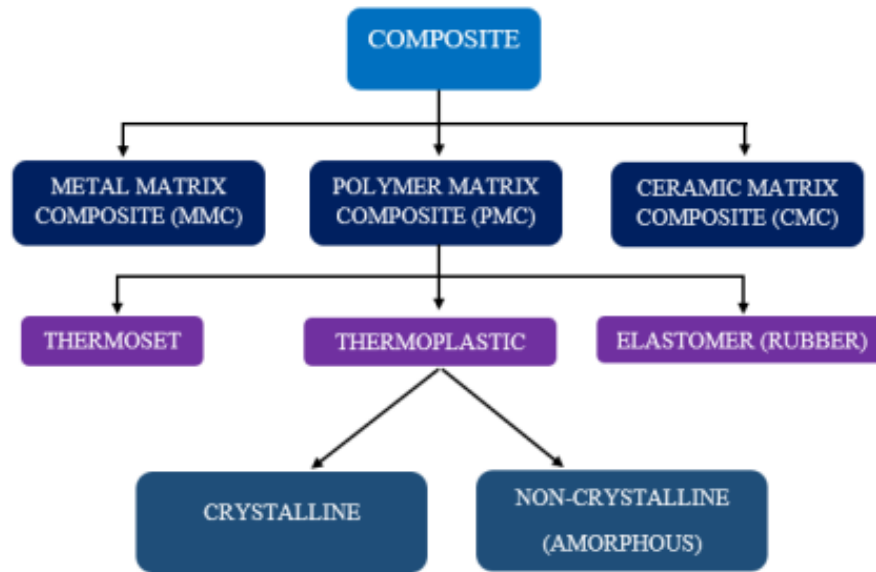 COMPOSITE
METAL MATRIX
COMPOSITE (MMC)
POLYMER MATRIX
COMPOSITE (PMC)
CERAMIC MATRIX
COMPOSITE (CMC)
THERMOSET
THERMOPLASTIC
ELASTOMER (RUBBER)
CRYSTALLINE
NON-CRYSTALLINE
(AMORPHOUS)